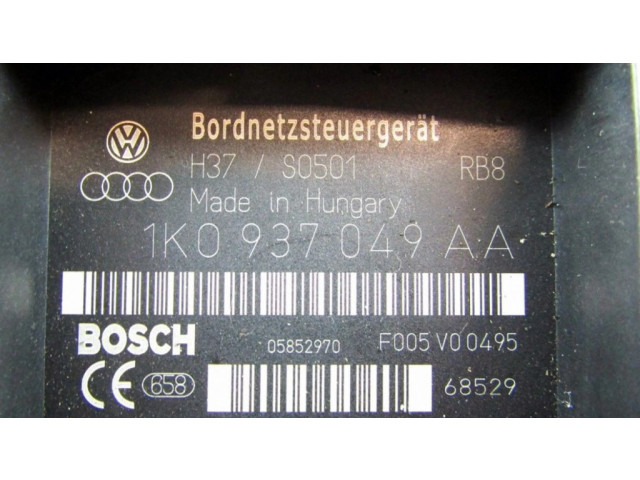 Bordnetzsteuergerät
H37 / S0501 RB8
Made in Hungary
1K0 937 049 AA
BOSCH 05852970 F005 V0 0495
CE 658 68529